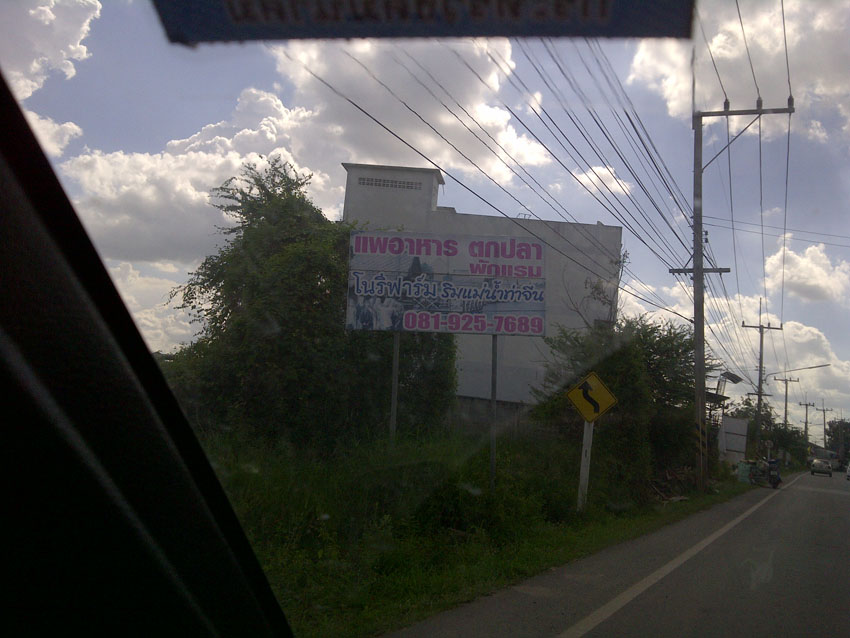 แพอาหาร ตกปลา
พักแรม
โนรีฟาร์ม ริมแม่น้ำท่าจีน
081-925-7689